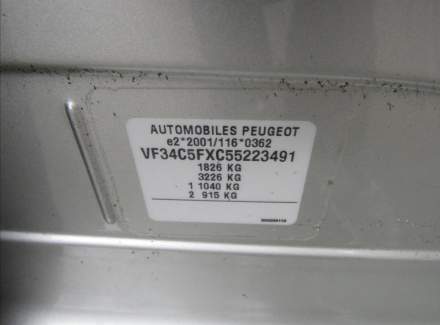 AUTOMOBILES PEUGEOT
e2*2001/116*0362
VF34C5FXC55223491
1826 KG
3226 KG
1 1040 KG
2 915 KG